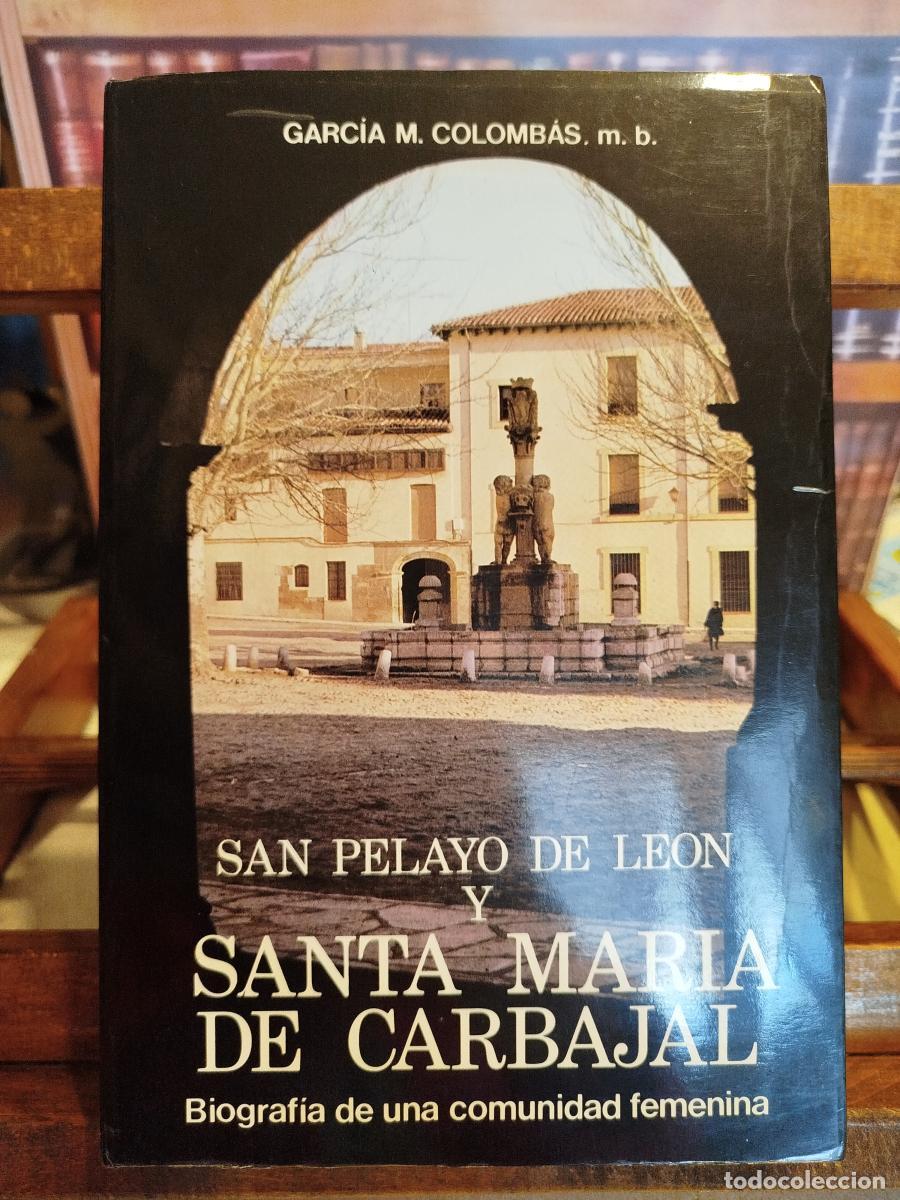 GARCÍA M. COLOMBÁS. m. b.
SAN PELAYO DE LEON
Y
SANTA MARIA
DE CARBAJAL
Biografía de una comunidad femenina
todocoleccion